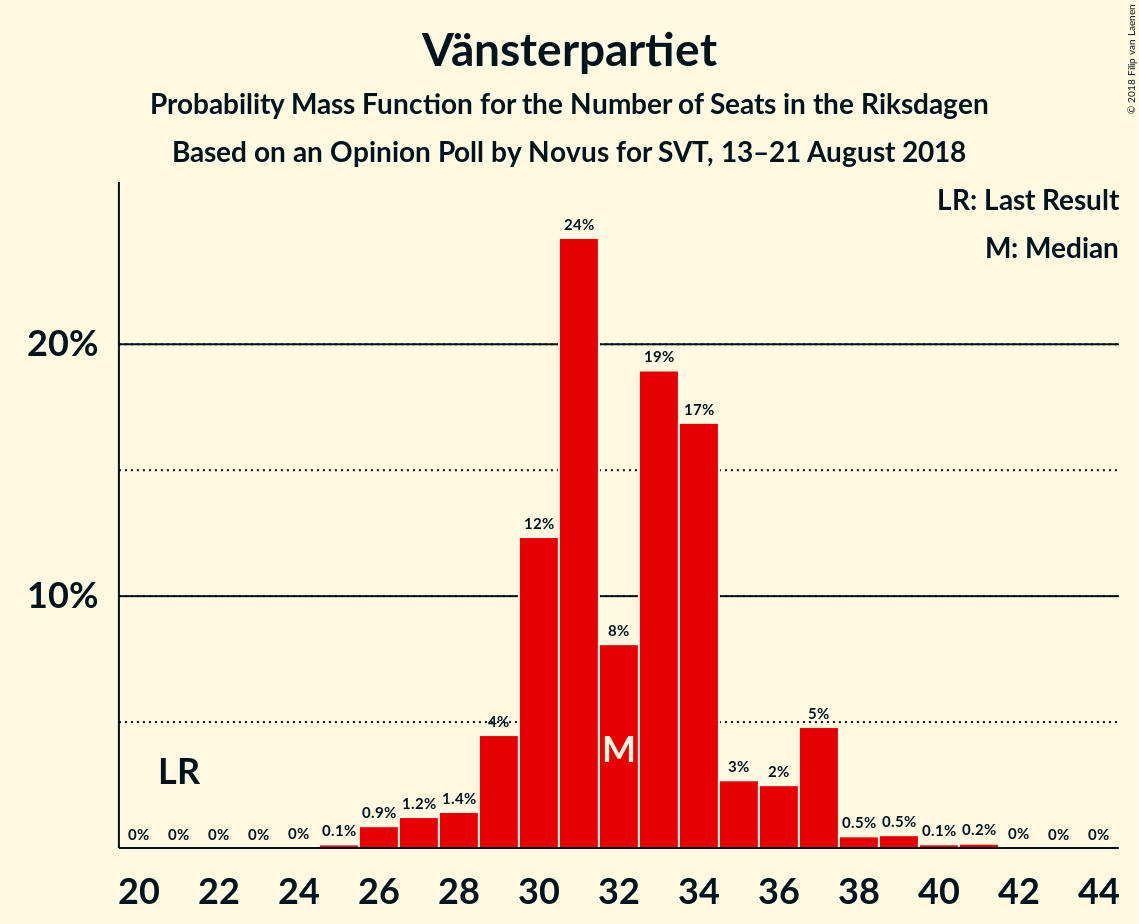 Vänsterpartiet
Probability Mass Function for the Number of Seats in the Riksdagen
Based on an Opinion Poll by Novus for SVT, 13–21 August 2018
© 2018 Filip van Laenen
LR: Last Result
M: Median
20%
10%
0% 0% 0% 0% 0% 0.1% 0.9% 1.2% 1.4% 4% 12% 24% 8% 19% 17% 3% 2% 5% 0.5% 0.5% 0.1% 0.2% 0% 0% 0%
LR
M
20 22 24 26 28 30 32 34 36 38 40 42 44